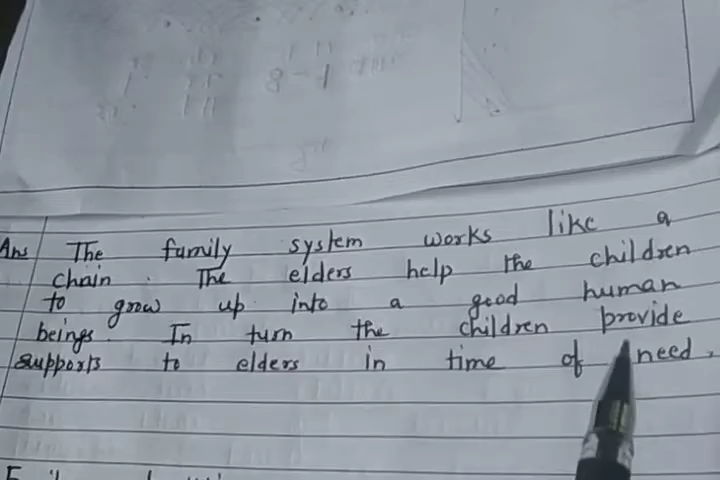 Ans The family system works like a
chain. The elders help the children
to grow up into a good human
beings. In turn the children provide
supports to elders in time of need.